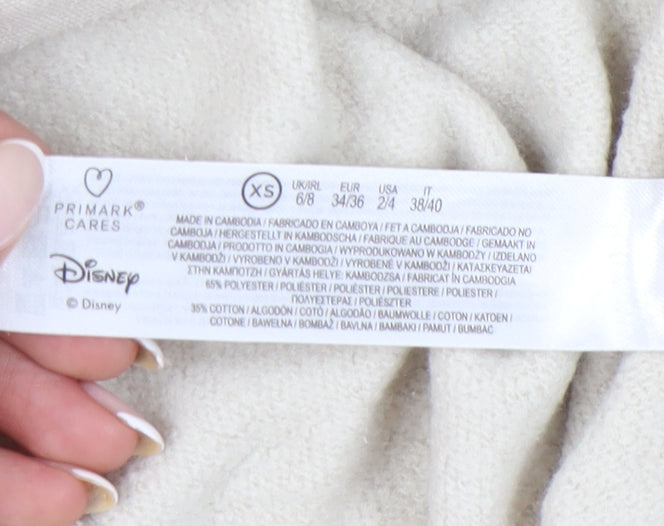 PRIMARK®
CARES
Disney
© Disney
XS
UK/IRL EUR USA IT
6/8 34/36 2/4 38/40
MADE IN CAMBODIA / FABRICADO EN CAMBOYA / FET A CAMBODJA / FABRICADO NO
CAMBOJA / HERGESTELLT IN KAMBODSCHA / FABRIQUE AU CAMBODGE / GEMAAKT IN
CAMBODJA / PRODOTTO IN CAMBOGIA / WYPRODUKOWANO W KAMBODŻY / IZDELANO
V KAMBODŽI / VYROBENO V KAMBODŽI / VYROBENÉ V KAMBODŽI / ΚΑΤΑΣΚΕΥΑΖΕΤΑΙ
ΣΤΗΝ ΚΑΜΠΟΤΖΗ / GYÁRTÁS HELYE: KAMBODZSA / FABRICAT ÎN CAMBODGIA
65% POLYESTER / POLIÉSTER / POLIÈSTER / POLIESTERE / POLIESTER /
ΠΟΛΥΕΣΤΕΡΑΣ / POLIÉSZTER
35% COTTON / ALGODÓN / COTÓ / ALGODÃO / BAUMWOLLE / COTON / KATOEN /
COTONE / BAWEŁNA / BOMBAŽ / BAVLNA / ΒΑΜΒΑΚΙ / PAMUT / BUMBAC